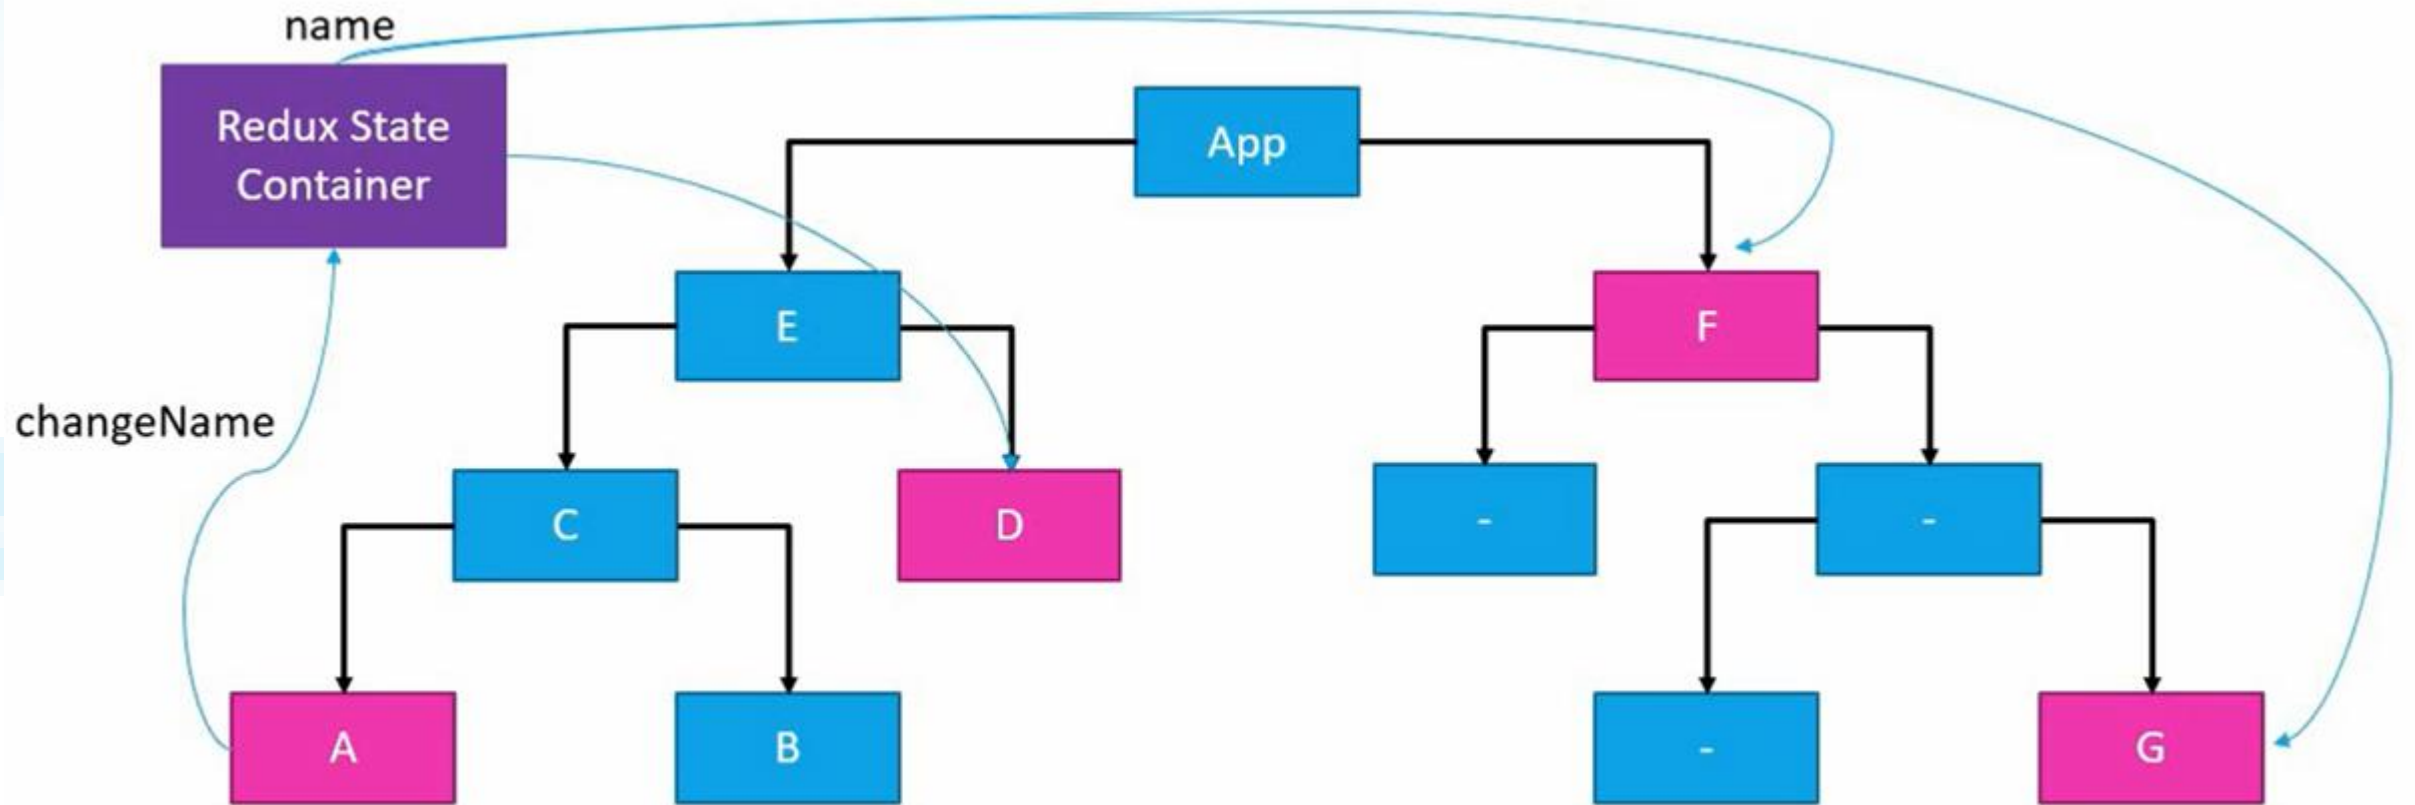 name
Redux State
Container
App
E
F
changeName
C
D
-
-
A
B
-
G